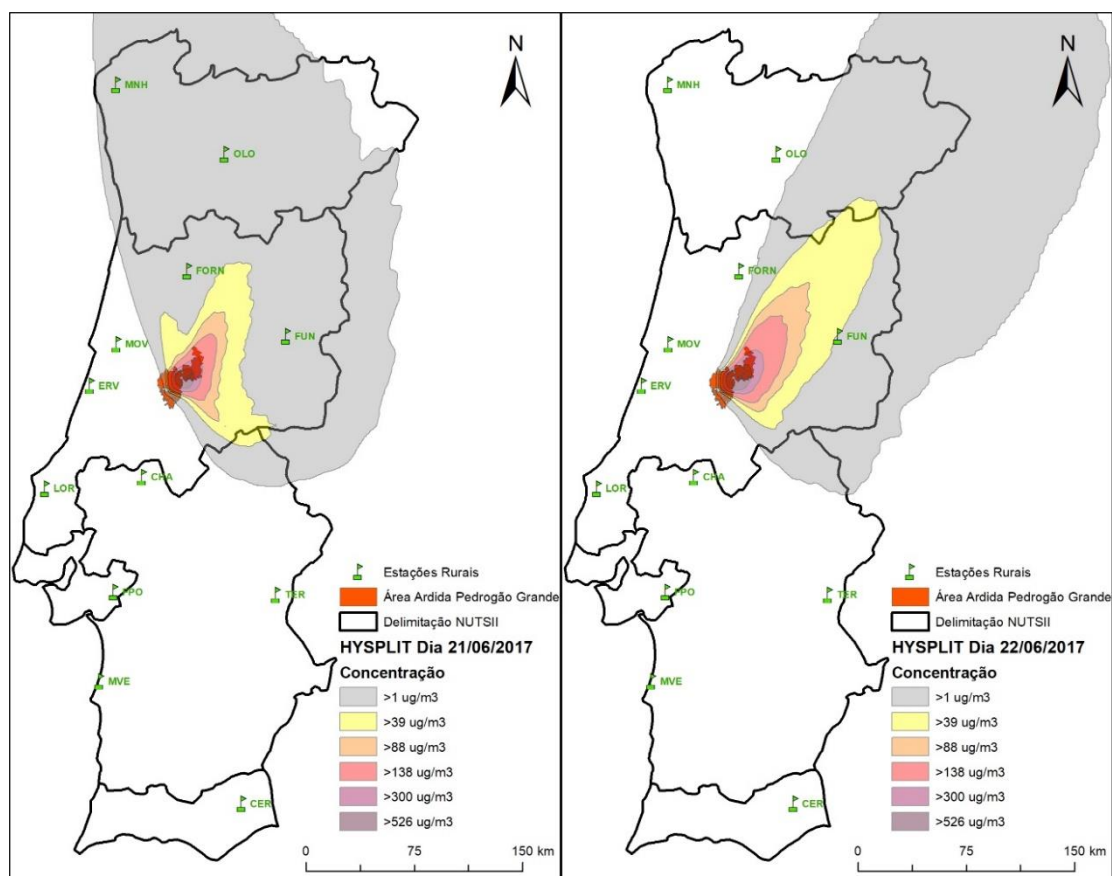 N
MNH
OLO
FORN
FUN
MOV
ERV
CHA
LOR
FPO
TER
MVE
CER
Estações Rurais
Área Ardida Pedrogão Grande
Delimitação NUTSII
HYSPLIT Dia 21/06/2017
Concentração
>1 ug/m3
>39 ug/m3
>88 ug/m3
>138 ug/m3
>300 ug/m3
>526 ug/m3
0 75 150 km
N
MNH
OLO
FORN
FUN
MOV
ERV
CHA
LOR
FPO
TER
MVE
CER
Estações Rurais
Área Ardida Pedrogão Grande
Delimitação NUTSII
HYSPLIT Dia 22/06/2017
Concentração
>1 ug/m3
>39 ug/m3
>88 ug/m3
>138 ug/m3
>300 ug/m3
>526 ug/m3
0 75 150 km